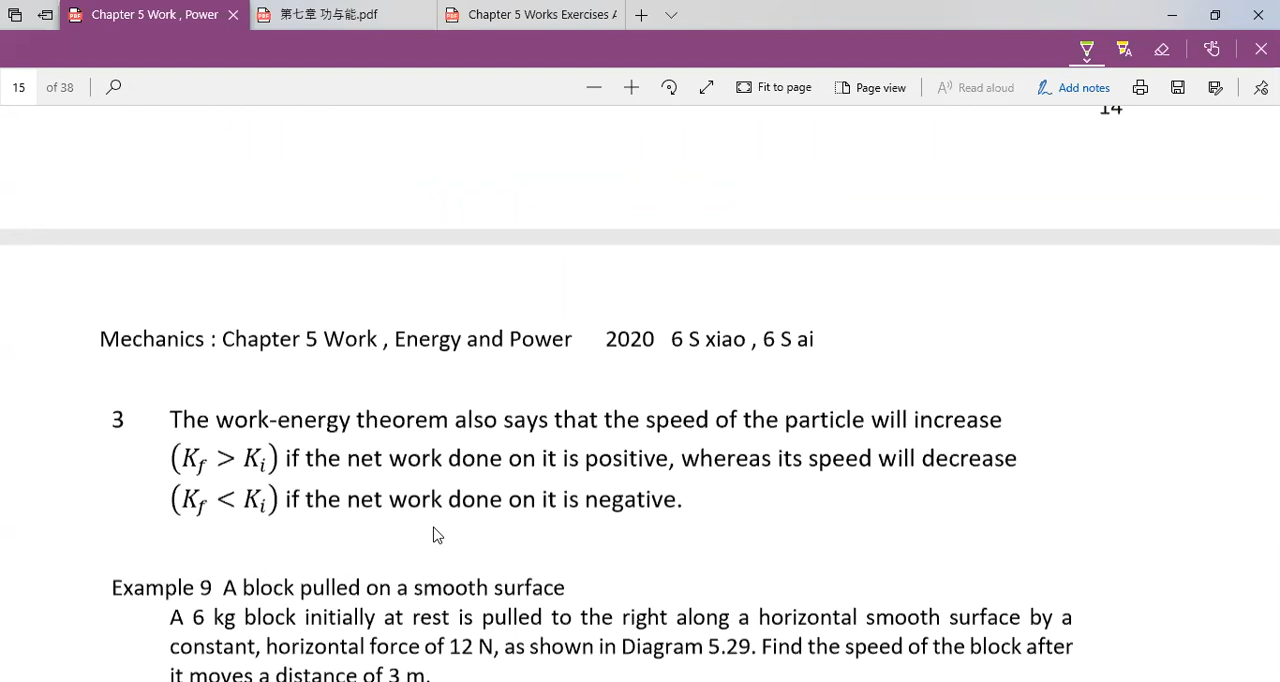 Chapter 5 Work , Power
第七章 功与能.pdf
Chapter 5 Works Exercises
15 of 38
Fit to page
Page view
Read aloud
Add notes
14
Mechanics : Chapter 5 Work , Energy and Power 2020 6 S xiao , 6 S ai
3 The work-energy theorem also says that the speed of the particle will increase
(K_f > K_i) if the net work done on it is positive, whereas its speed will decrease
(K_f < K_i) if the net work done on it is negative.
Example 9 A block pulled on a smooth surface
A 6 kg block initially at rest is pulled to the right along a horizontal smooth surface by a
constant, horizontal force of 12 N, as shown in Diagram 5.29. Find the speed of the block after
it moves a distance of 3 m.